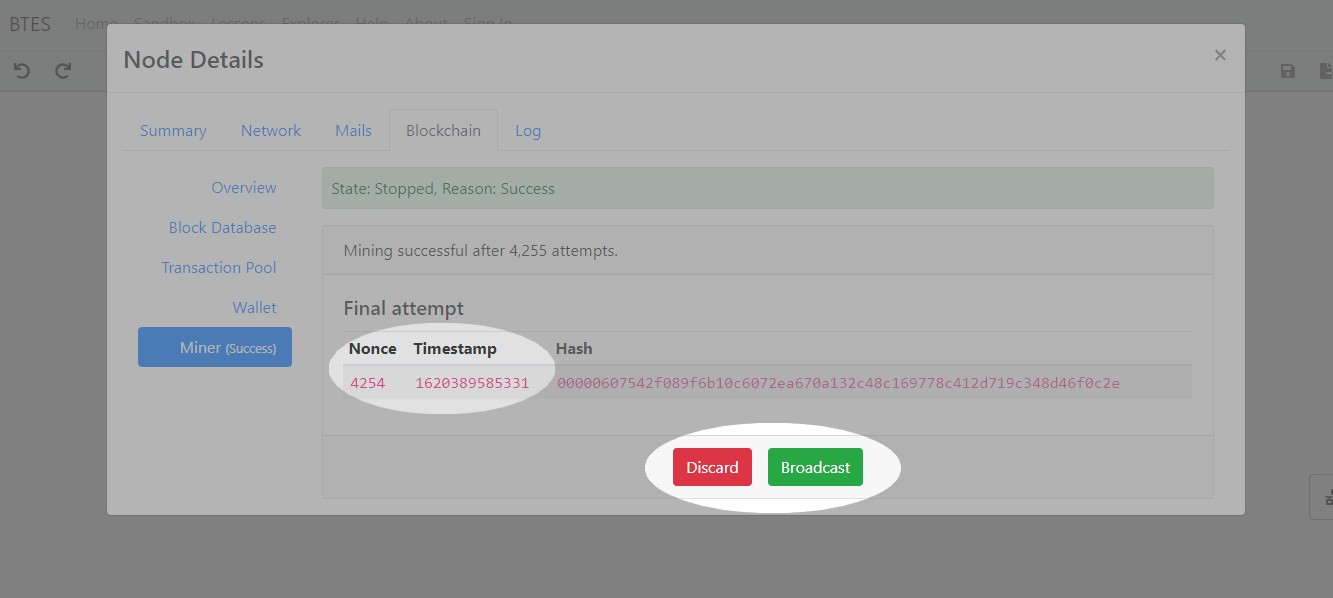 BTES Home Sandbox Lessons Explorer Help About Sign In
Node Details ×
Summary Network Mails Blockchain Log
Overview
Block Database
Transaction Pool
Wallet
Miner (Success)
State: Stopped, Reason: Success
Mining successful after 4,255 attempts.
Final attempt
Nonce Timestamp Hash
4254 1620389585331 00000607542f089f6b10c6072ea670a132c48c169778c412d719c348d46f0c2e
Discard Broadcast